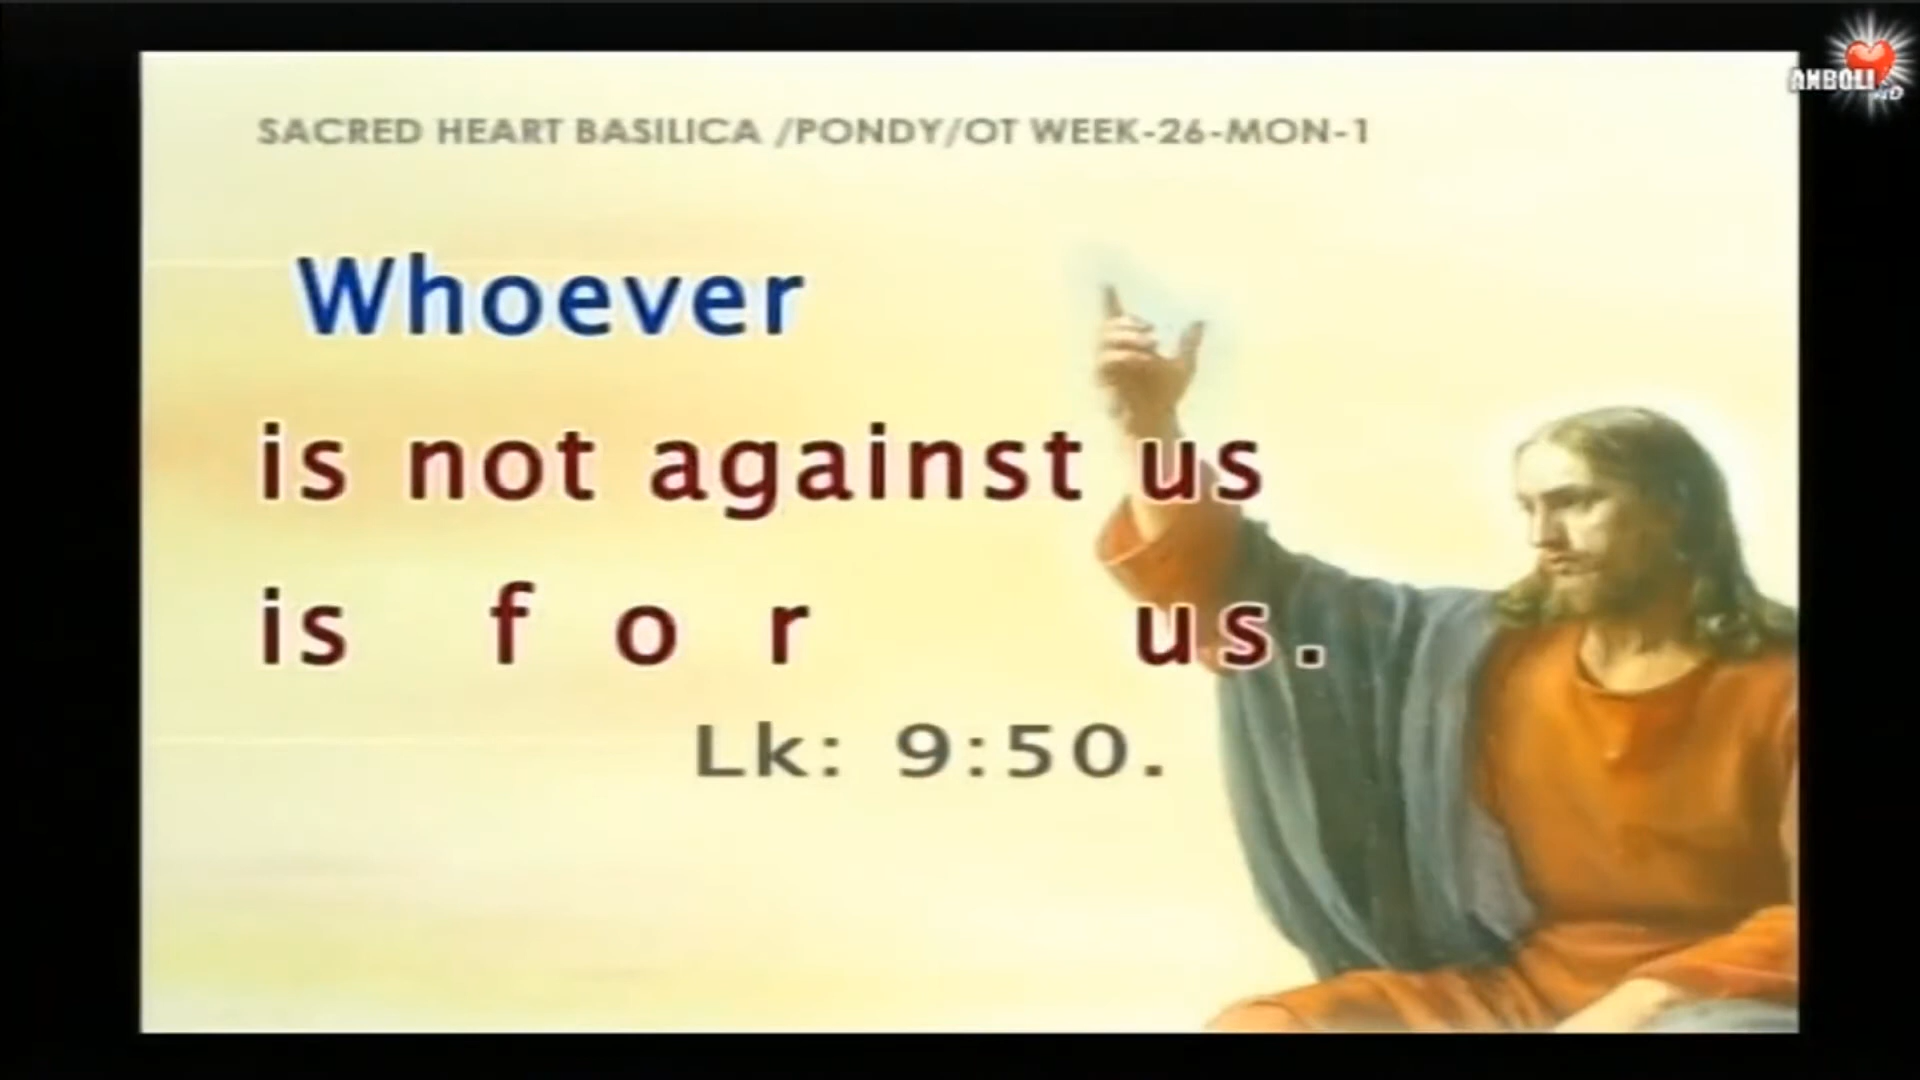 SACRED HEART BASILICA /PONDY/OT WEEK-26-MON-1
ANBOLI
HD
Whoever
is not against us
is f o r us.
Lk: 9:50.